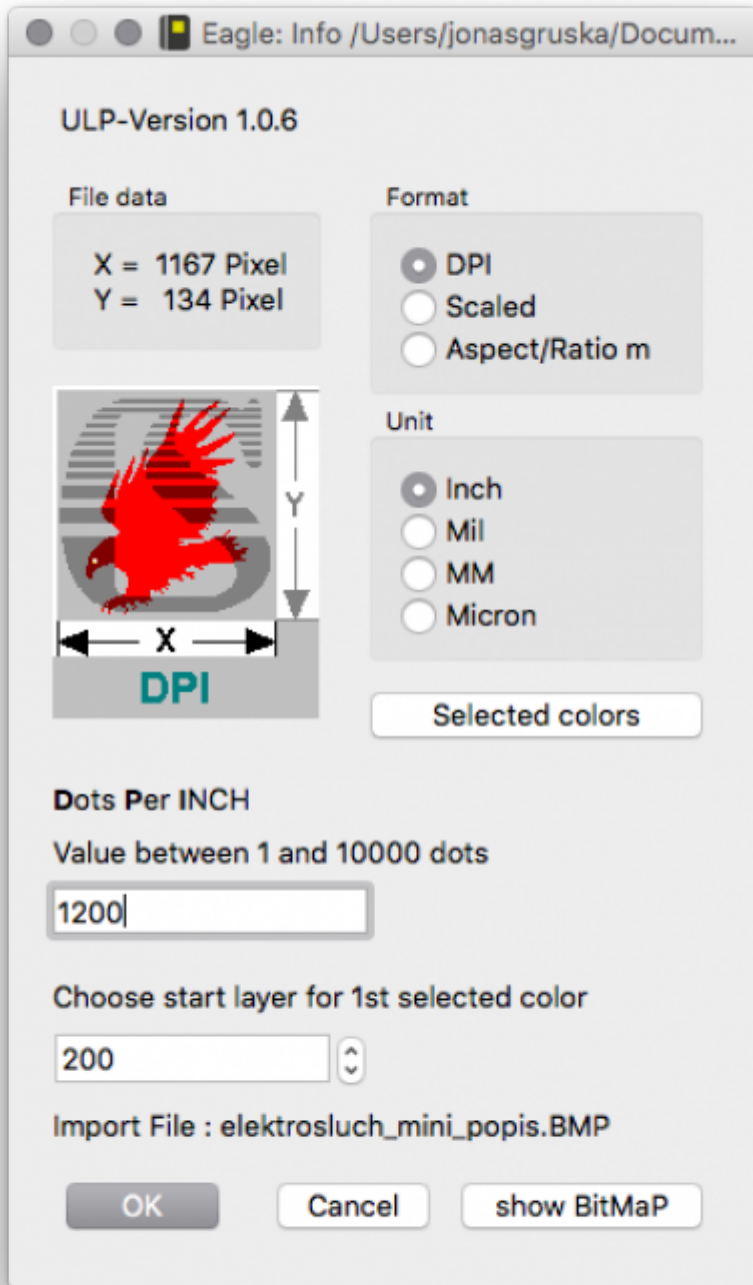 Eagle: Info /Users/jonasgruska/Docum...
ULP-Version 1.0.6
File data
X = 1167 Pixel
Y = 134 Pixel
Format
DPI
Scaled
Aspect/Ratio m
Y
X
DPI
Unit
Inch
Mil
MM
Micron
Selected colors
Dots Per INCH
Value between 1 and 10000 dots
1200
Choose start layer for 1st selected color
200
Import File : elektrosluch_mini_popis.BMP
OK
Cancel
show BitMaP